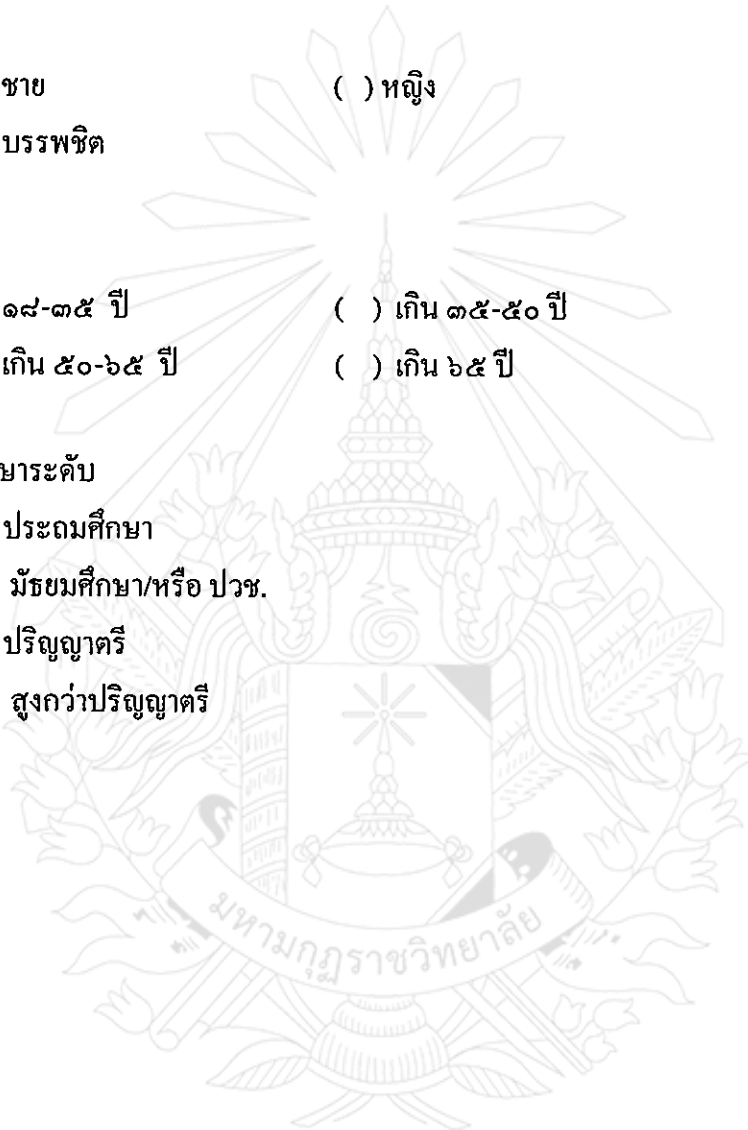 ชาย ( ) หญิง
บรรพชิต
๑๘-๓๕ ปี ( ) เกิน ๓๕-๕๐ ปี
เกิน ๕๐-๖๕ ปี ( ) เกิน ๖๕ ปี
ษาระดับ
ประถมศึกษา
มัธยมศึกษา/หรือ ปวช.
ปริญญาตรี
สูงกว่าปริญญาตรี
มหามกุฏราชวิทยาลัย